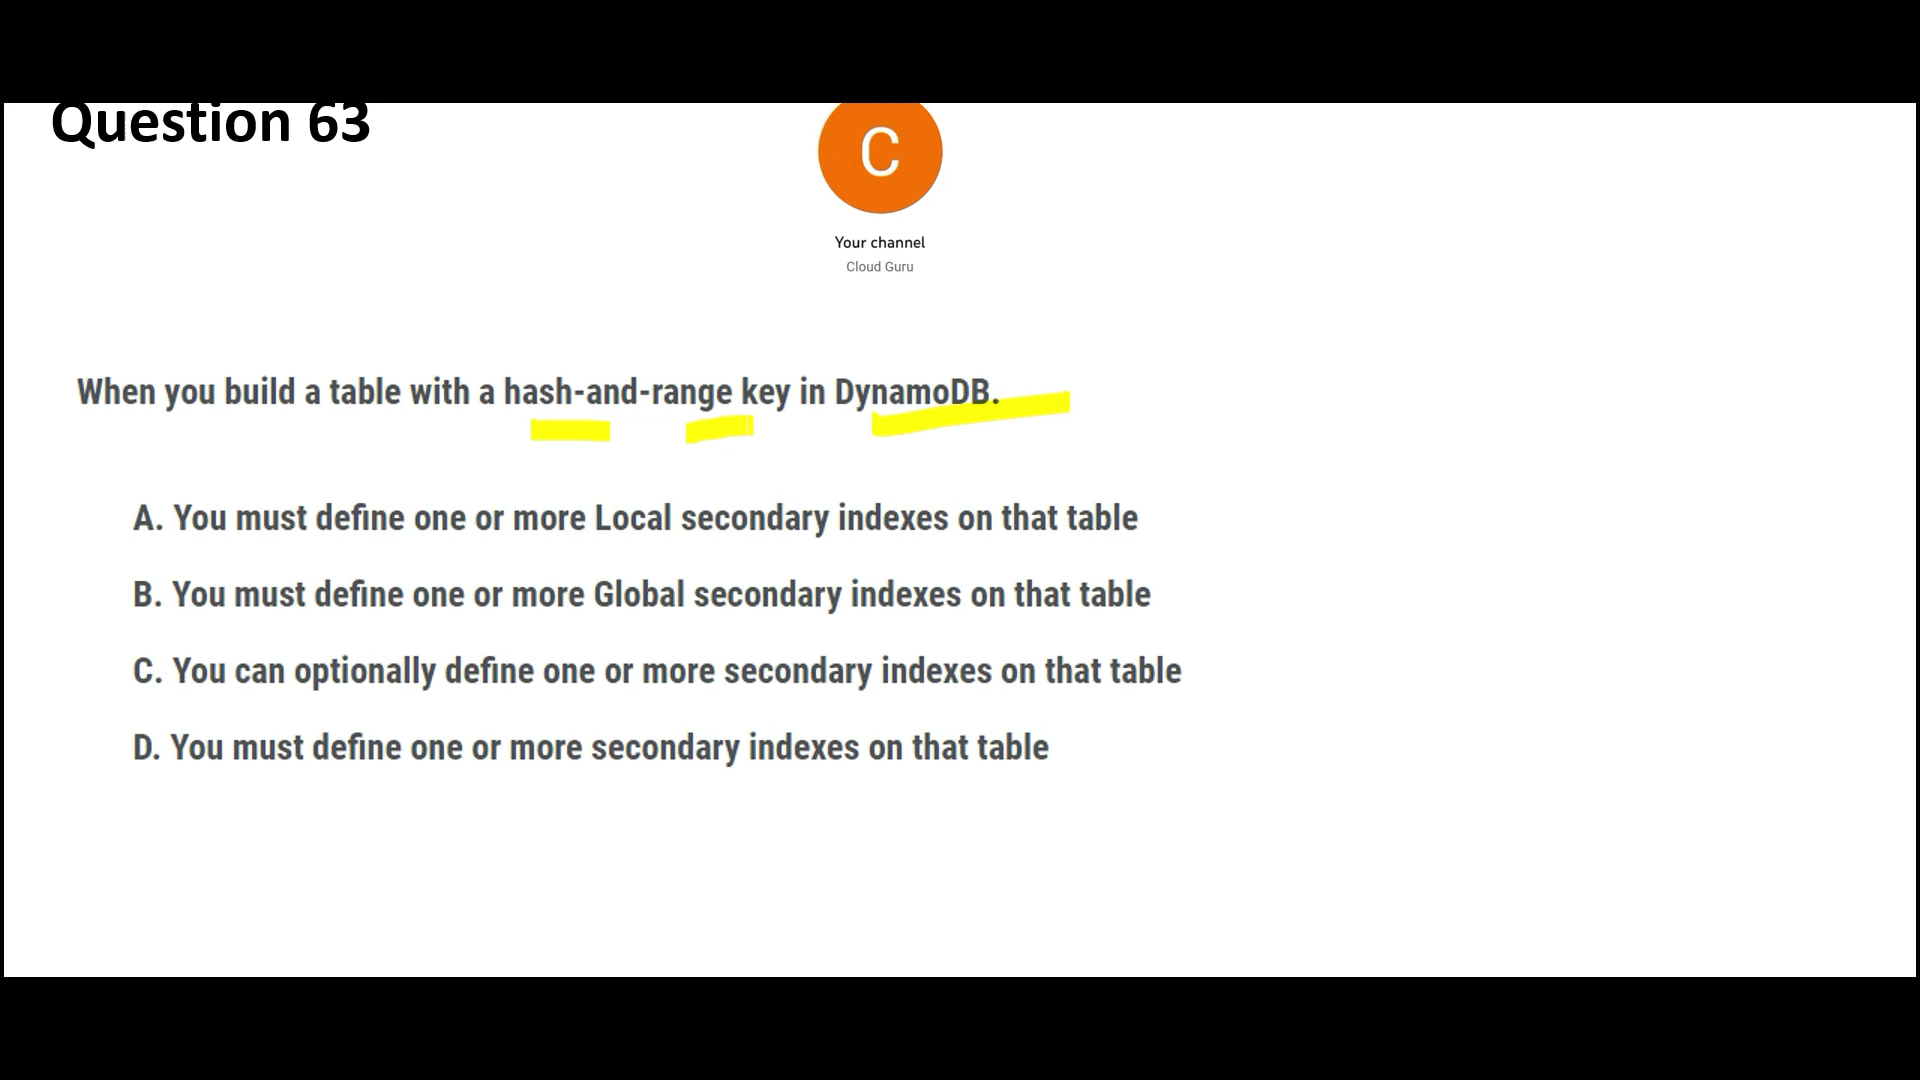 Question 63
C
Your channel
Cloud Guru
When you build a table with a hash-and-range key in DynamoDB.
A. You must define one or more Local secondary indexes on that table
B. You must define one or more Global secondary indexes on that table
C. You can optionally define one or more secondary indexes on that table
D. You must define one or more secondary indexes on that table